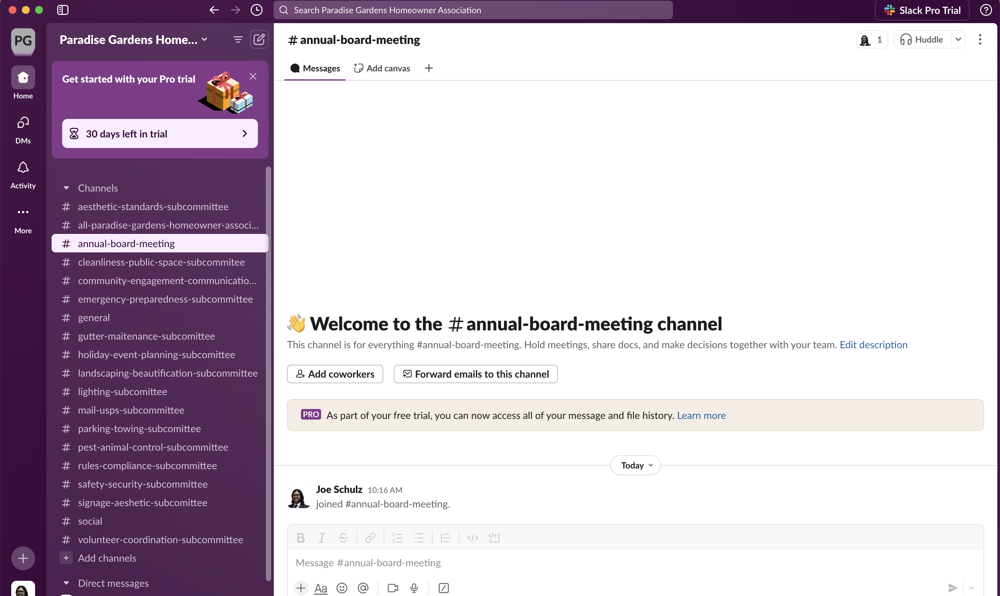 Search Paradise Gardens Homeowner Association
Slack Pro Trial
PG
Home
DMs
Activity
More
Paradise Gardens Home...
Get started with your Pro trial
30 days left in trial
Channels
# aesthetic-standards-subcommittee
# all-paradise-gardens-homeowner-associ...
# annual-board-meeting
# cleanliness-public-space-subcommitee
# community-engagement-communicatio...
# emergency-preparedness-subcommittee
# general
# gutter-maitenance-subcomittee
# holiday-event-planning-subcomittee
# landscaping-beautification-subcommittee
# lighting-subcomittee
# mail-usps-subcommittee
# parking-towing-subcomittee
# pest-animal-control-subcommittee
# rules-compliance-subcommittee
# safety-security-subcommittee
# signage-aeshetic-subcomittee
# social
# volunteer-coordination-subcommittee
+ Add channels
Direct messages
# annual-board-meeting
1
Huddle
Messages
Add canvas
👋 Welcome to the # annual-board-meeting channel
This channel is for everything #annual-board-meeting. Hold meetings, share docs, and make decisions together with your team. Edit description
Add coworkers
Forward emails to this channel
PRO As part of your free trial, you can now access all of your message and file history. Learn more
Today
Joe Schulz 10:16 AM
joined #annual-board-meeting.
B I S
Message #annual-board-meeting
Aa